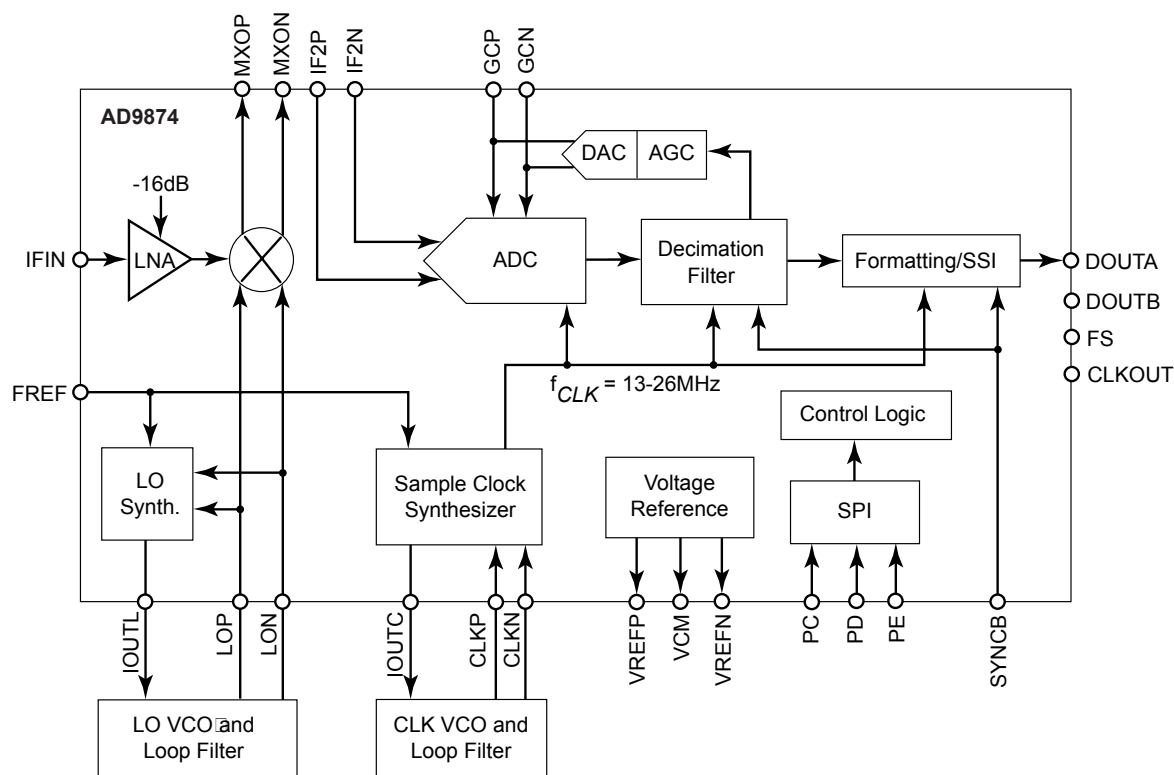 MXOP
MXON
IF2P
IF2N
GCP
GCN
AD9874
DAC
AGC
-16dB
IFIN
LNA
ADC
Decimation
Filter
Formatting/SSI
DOUTA
DOUTB
FS
CLKOUT
FREF
fCLK = 13-26MHz
Control Logic
LO
Synth.
Sample Clock
Synthesizer
Voltage
Reference
SPI
IOUTL
LOP
LON
IOUTC
CLKP
CLKN
VREFP
VCM
VREFN
PC
PD
PE
SYNCB
LO VCO and
Loop Filter
CLK VCO and
Loop Filter